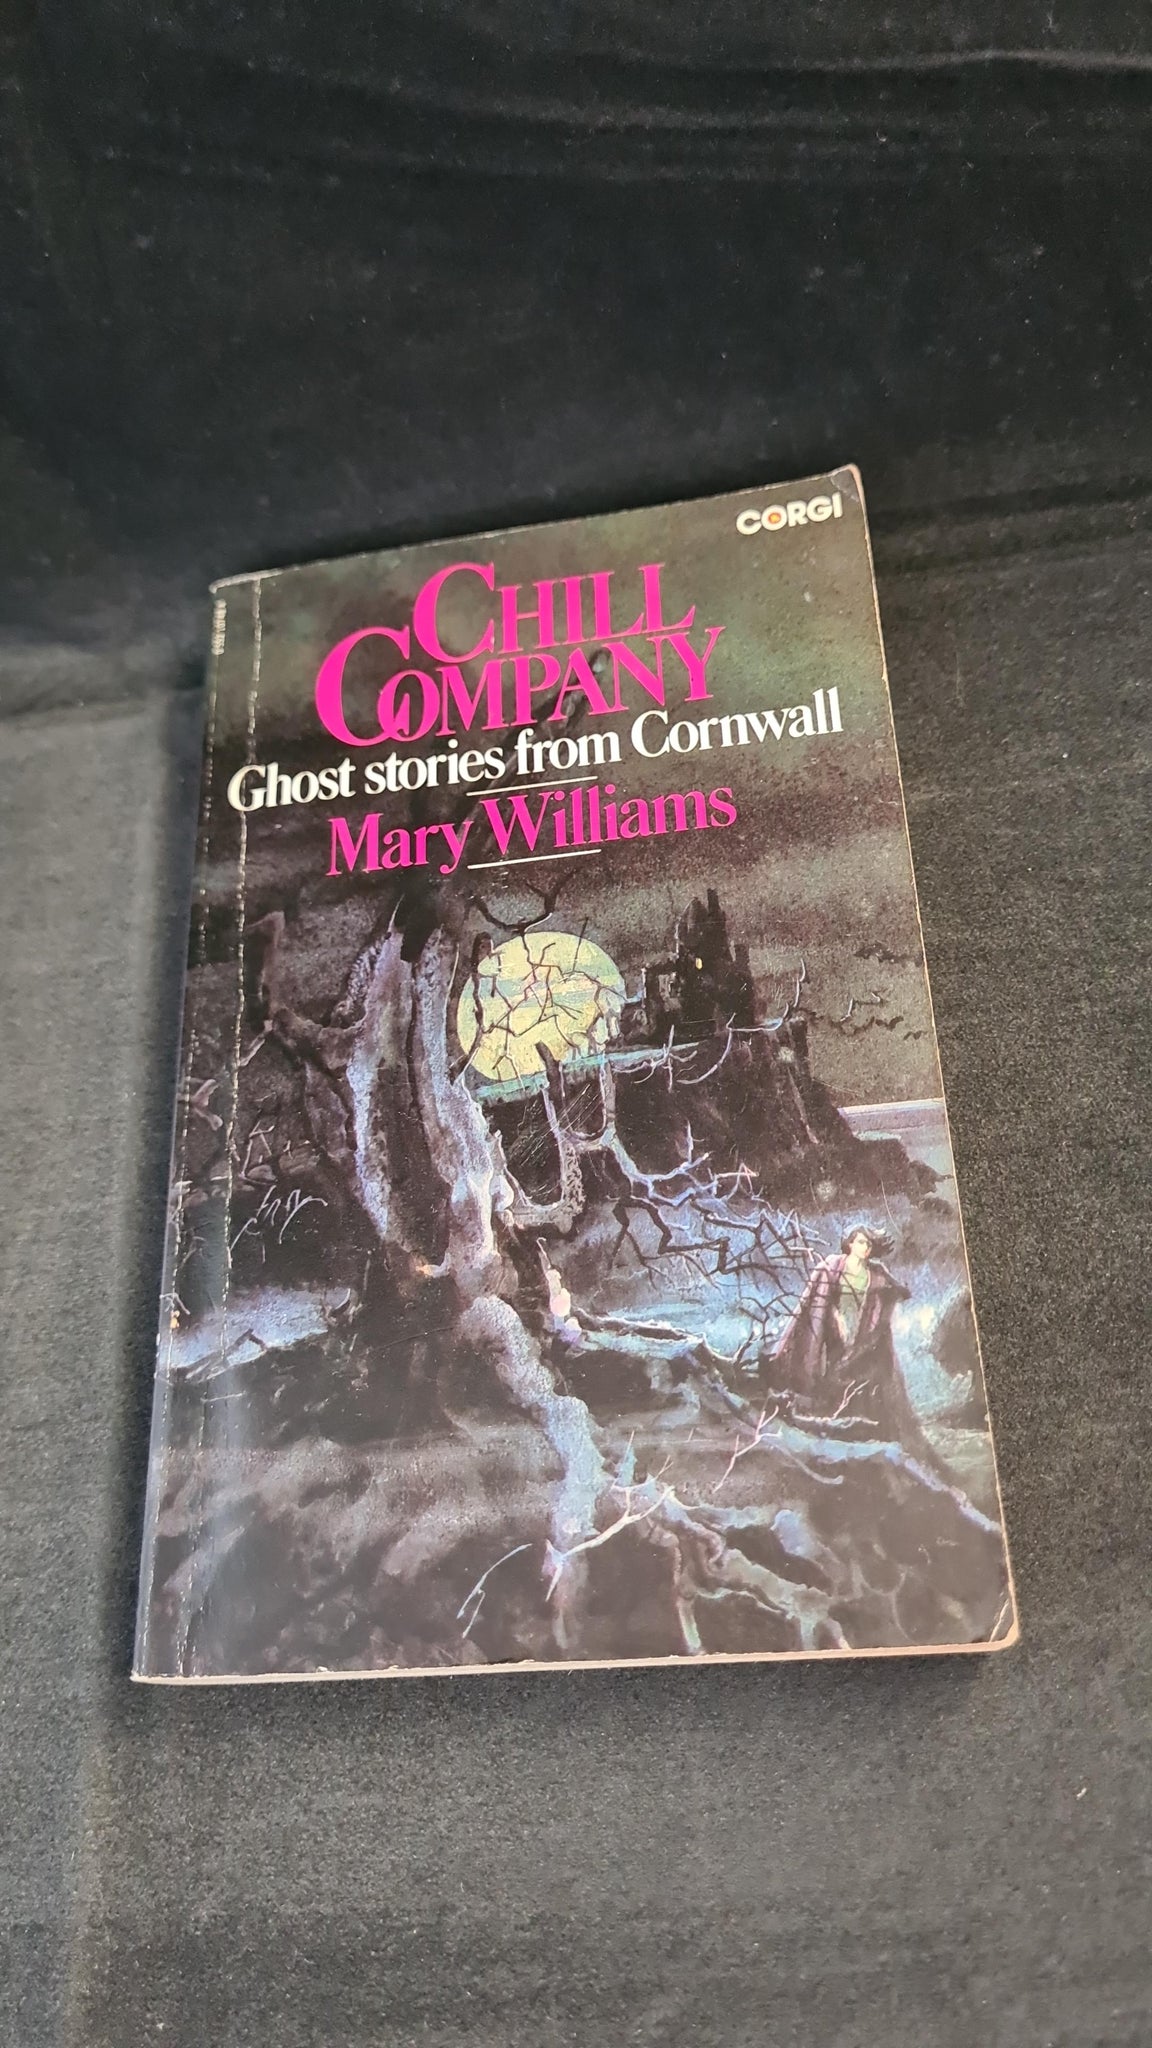 CORGI
CHILL
COMPANY
Ghost stories from Cornwall
Mary Williams